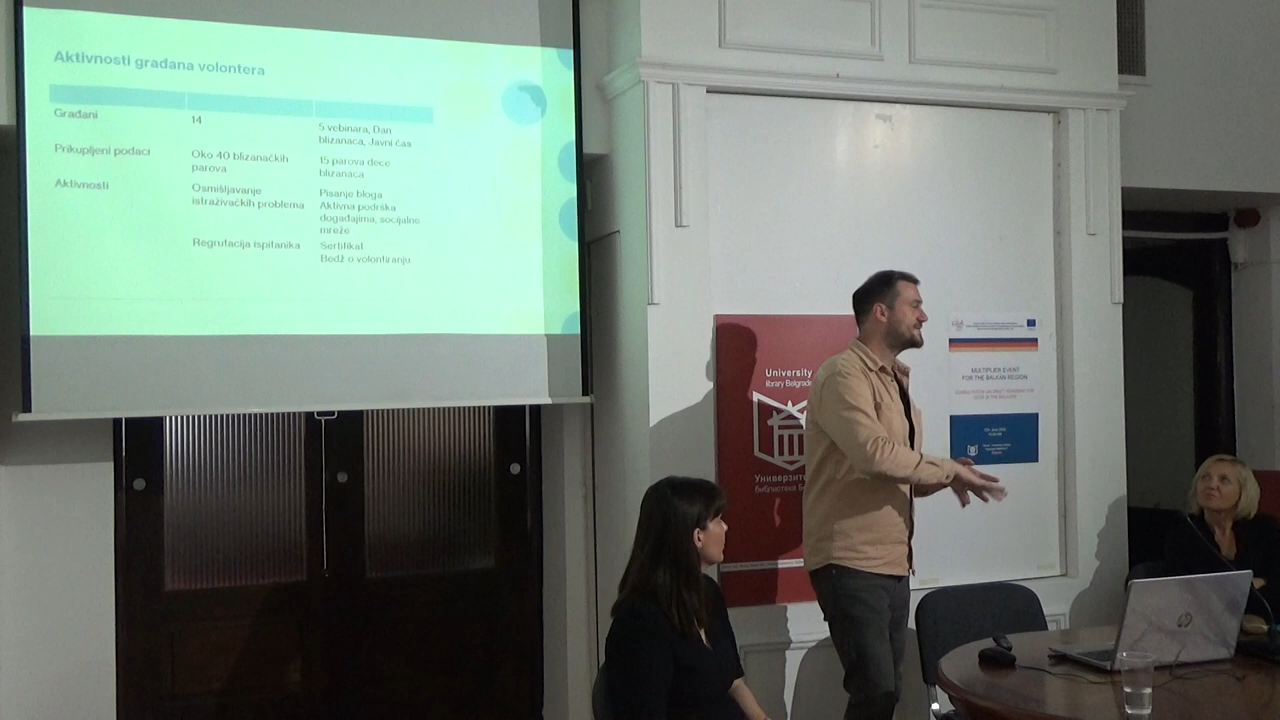 Aktivnosti građana volontera
Građani
14
5 vebinara, Dan
blizanaca, Javni čas
Prikupljeni podaci
Oko 40 blizanačkih
parova
15 parova dece
blizanaca
Aktivnosti
Osmišljavanje
istraživačkih problema
Pisanje bloga
Aktivna podrška
događajima, socijalne
mreže
Regrutacija ispitanika
Sertifikat
Bedž o volontiranju
University
library Belgrade
Универзите
библиотека Б
MULTIPLIER EVENT
FOR THE BALKAN REGION
hp